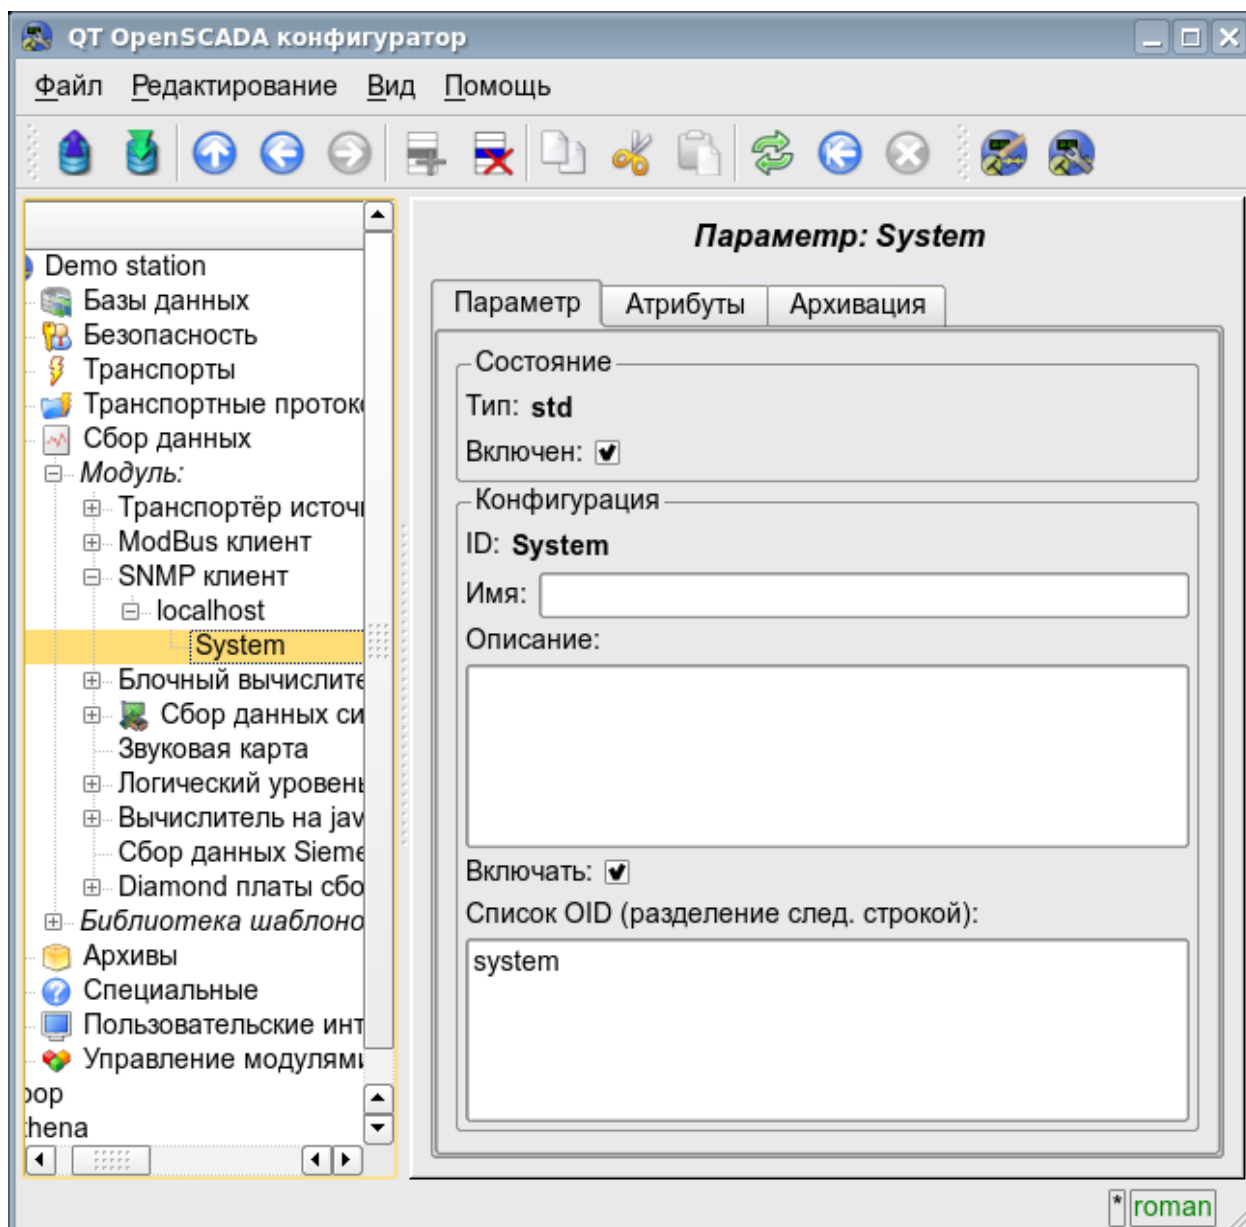 QT OpenSCADA конфигуратор
Файл Редактирование Вид Помощь
Demo station
Базы данных
Безопасность
Транспорты
Транспортные проток
Сбор данных
Модуль:
Транспортёр источ
ModBus клиент
SNMP клиент
localhost
System
Блочный вычислите
Сбор данных си
Звуковая карта
Логический уровень
Вычислитель на jav
Сбор данных Sieme
Diamond платы сбо
Библиотека шаблоно
Архивы
Специальные
Пользовательские инт
Управление модулями
oop
thena
Параметр: System
Параметр Атрибуты Архивация
Состояние
Тип: std
Включен:
Конфигурация
ID: System
Имя:
Описание:
Включать:
Список OID (разделение след. строкой):
system
* roman